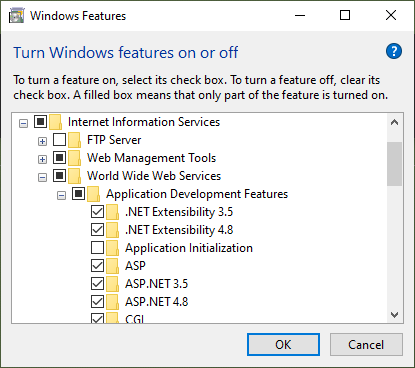 Windows Features
Turn Windows features on or off
?
To turn a feature on, select its check box. To turn a feature off, clear its
check box. A filled box means that only part of the feature is turned on.
Internet Information Services
FTP Server
Web Management Tools
World Wide Web Services
Application Development Features
.NET Extensibility 3.5
.NET Extensibility 4.8
Application Initialization
ASP
ASP.NET 3.5
ASP.NET 4.8
CGI
OK
Cancel